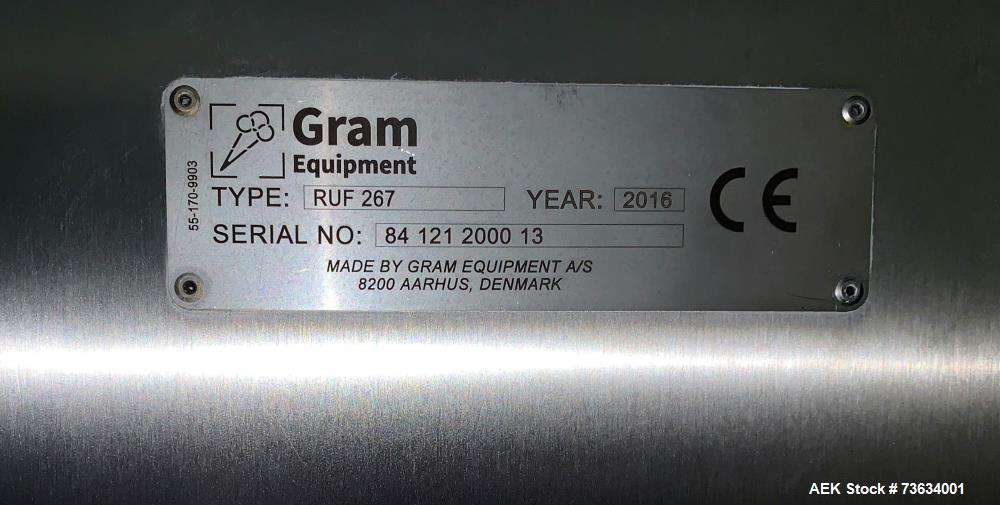 Gram
Equipment
55-170-9903
TYPE: RUF 267 YEAR: 2016
SERIAL NO: 84 121 2000 13
CE
MADE BY GRAM EQUIPMENT A/S
8200 AARHUS, DENMARK
AEK Stock # 73634001